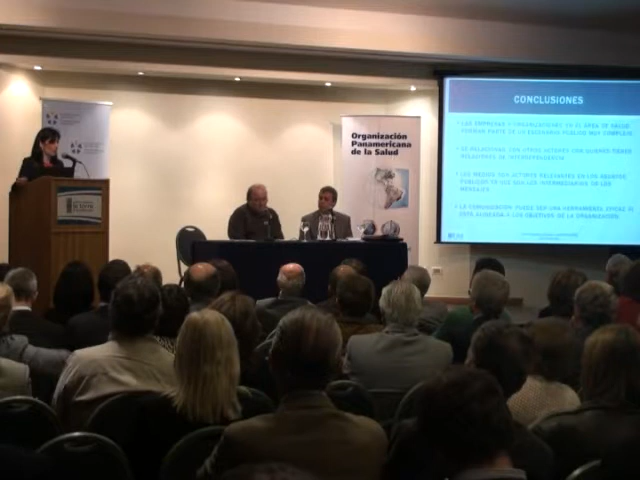 Organización
Panamericana
de la Salud
CONCLUSIONES
LAS EMPRESAS Y ORGANIZACIONES EN EL ÁREA DE SALUD
FORMAN PARTE DE UN ESCENARIO PÚBLICO MUY COMPLEJO
SE RELACIONAN CON OTROS ACTORES CON QUIENES TIENEN
RELACIONES DE INTERDEPENDENCIA
LOS MEDIOS SON ACTORES RELEVANTES EN LOS ASUNTOS
PÚBLICOS YA QUE SON LOS INTERMEDIARIOS DE LOS
MENSAJES
LA COMUNICACIÓN PUEDE SER UNA HERRAMIENTA EFICAZ SI
ESTÁ ALINEADA A LOS OBJETIVOS DE LA ORGANIZACIÓN